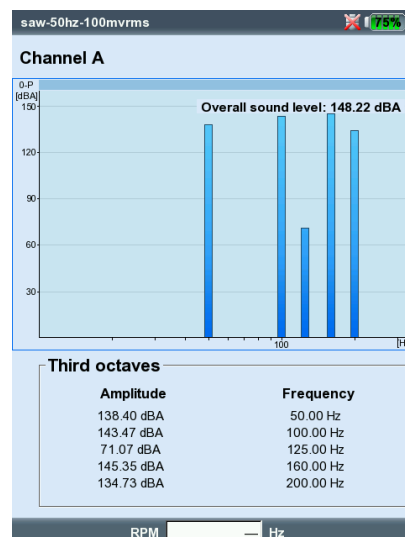 saw-50hz-100mvrms 75%
Channel A
0-P
[dBA]
Overall sound level: 148.22 dBA
150
120
90
60
30
100 [H
Third octaves
Amplitude Frequency
138.40 dBA 50.00 Hz
143.47 dBA 100.00 Hz
71.07 dBA 125.00 Hz
145.35 dBA 160.00 Hz
134.73 dBA 200.00 Hz
RPM — Hz